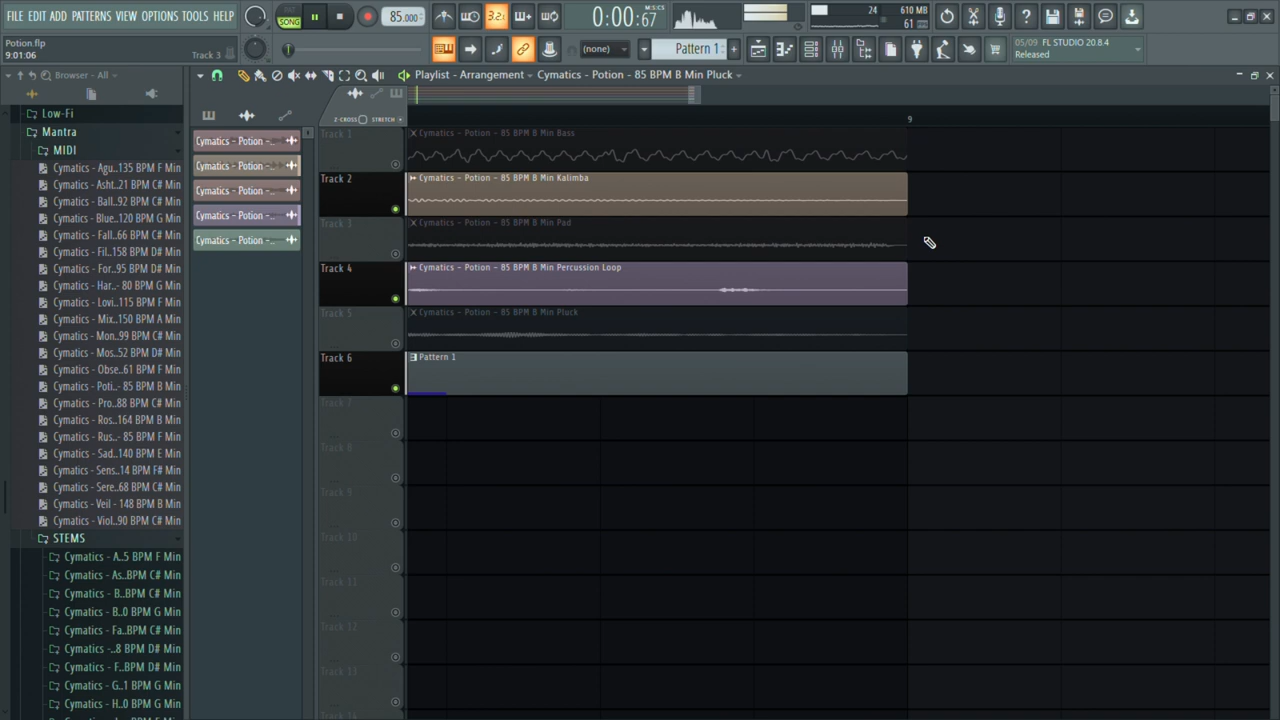 FILE EDIT ADD PATTERNS VIEW OPTIONS TOOLS HELP
PAT
SONG
85.000
3.2:
0:00:67
M:S:CS
24
610 MB
61
Potion.flp
9:01:06
Track 3
(none)
Pattern 1
05/09 FL STUDIO 20.8.4
Released
Browser - All
Playlist - Arrangement
Cymatics - Potion - 85 BPM B Min Pluck
Low-Fi
Mantra
MIDI
Cymatics - Agu..135 BPM F Min
Cymatics - Asht..21 BPM C# Min
Cymatics - Ball..92 BPM C# Min
Cymatics - Blue..120 BPM G Min
Cymatics - Fall..66 BPM C# Min
Cymatics - Fil..158 BPM D# Min
Cymatics - For..95 BPM D# Min
Cymatics - Har..- 80 BPM G Min
Cymatics - Lovi..115 BPM F Min
Cymatics - Mix..150 BPM A Min
Cymatics - Mon..99 BPM C# Min
Cymatics - Mos..52 BPM D# Min
Cymatics - Obse..61 BPM F Min
Cymatics - Poti..- 85 BPM B Min
Cymatics - Pro..88 BPM C# Min
Cymatics - Ros..164 BPM B Min
Cymatics - Rus..- 85 BPM F Min
Cymatics - Sad..140 BPM E Min
Cymatics - Sens..14 BPM F# Min
Cymatics - Sere..68 BPM C# Min
Cymatics - Veil - 148 BPM B Min
Cymatics - Viol..90 BPM C# Min
STEMS
Cymatics - A..5 BPM F Min
Cymatics - As..BPM C# Min
Cymatics - B..BPM C# Min
Cymatics - B..0 BPM G Min
Cymatics - Fa..BPM C# Min
Cymatics -..8 BPM D# Min
Cymatics - F..BPM D# Min
Cymatics - G..1 BPM G Min
Cymatics - H..0 BPM G Min
Cymatics - Potion -..
Cymatics - Potion -..
Cymatics - Potion -..
Cymatics - Potion -..
Cymatics - Potion -..
Z-CROSS
STRETCH
9
Track 1
Cymatics - Potion - 85 BPM B Min Bass
Track 2
Cymatics - Potion - 85 BPM B Min Kalimba
Track 3
Cymatics - Potion - 85 BPM B Min Pad
Track 4
Cymatics - Potion - 85 BPM B Min Percussion Loop
Track 5
Cymatics - Potion - 85 BPM B Min Pluck
Track 6
Pattern 1
Track 7
Track 8
Track 9
Track 10
Track 11
Track 12
Track 13